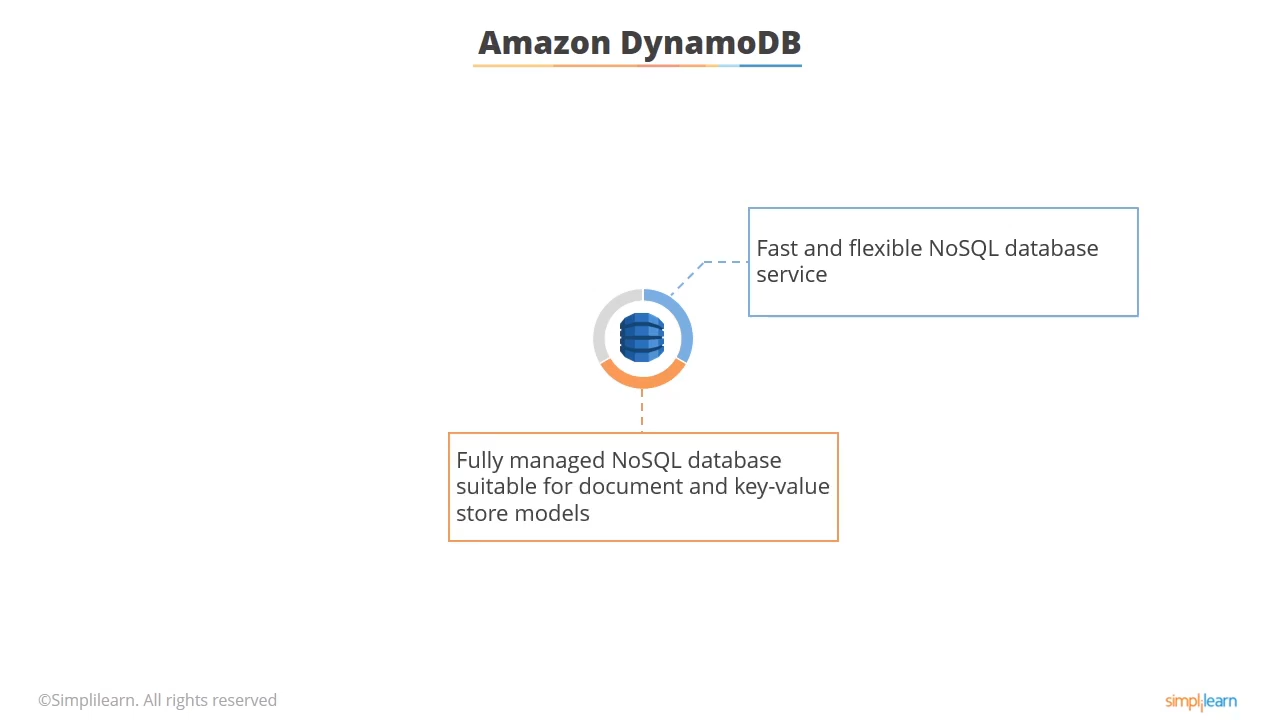 Amazon DynamoDB
Fast and flexible NoSQL database
service
Fully managed NoSQL database
suitable for document and key-value
store models
©Simplilearn. All rights reserved
simplilearn